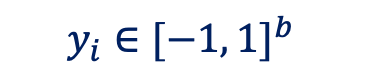 yᵢ ∈ [−1, 1]ᵇ